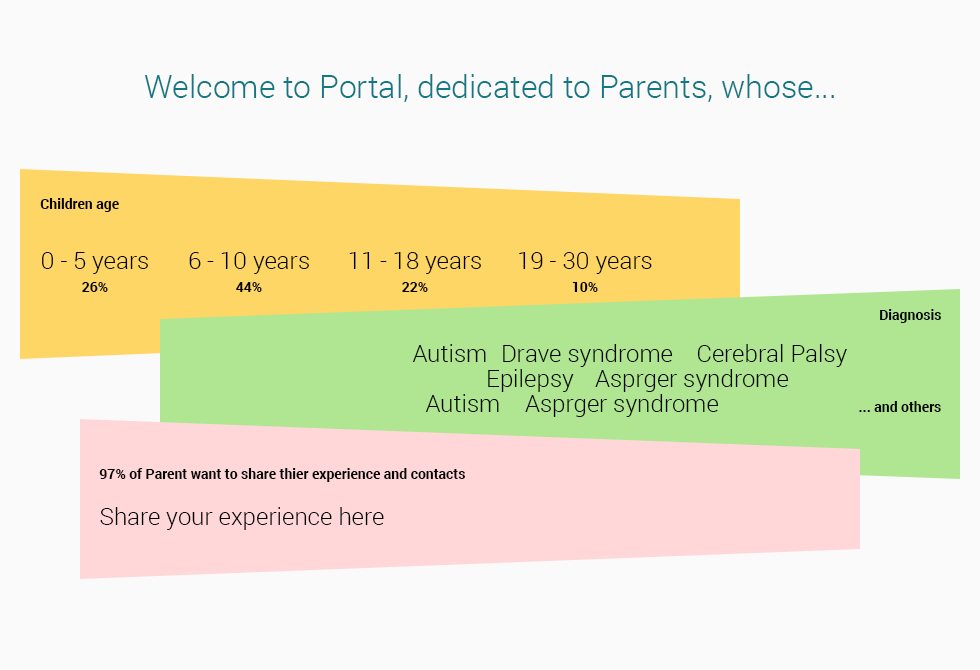 Welcome to Portal, dedicated to Parents, whose...
Children age
0 - 5 years 6 - 10 years 11 - 18 years 19 - 30 years
26% 44% 22% 10%
Diagnosis
Autism Drave syndrome Cerebral Palsy
Epilepsy Asprger syndrome
Autism Asprger syndrome
... and others
97% of Parent want to share thier experience and contacts
Share your experience here